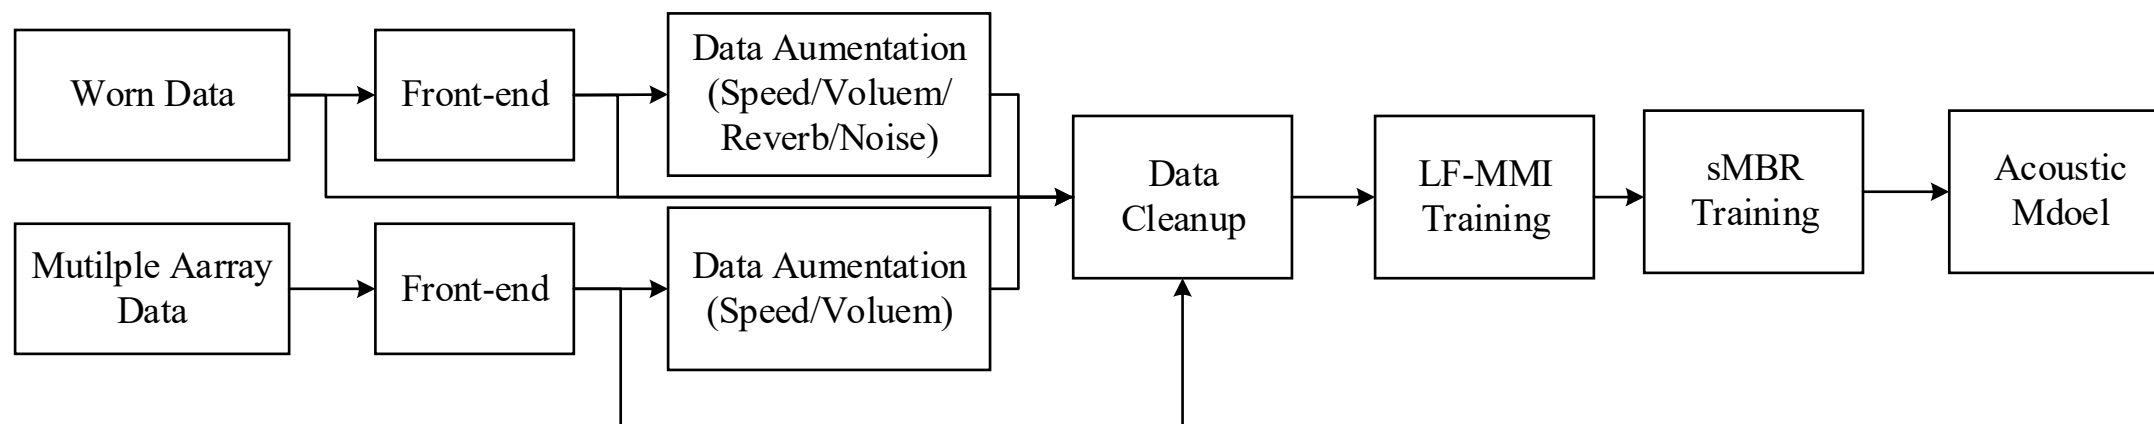 Worn Data
Front-end
Data Aumentation
(Speed/Voluem/
Reverb/Noise)
Mutilple Aarray
Data
Front-end
Data Aumentation
(Speed/Voluem)
Data
Cleanup
LF-MMI
Training
sMBR
Training
Acoustic
Mdoel